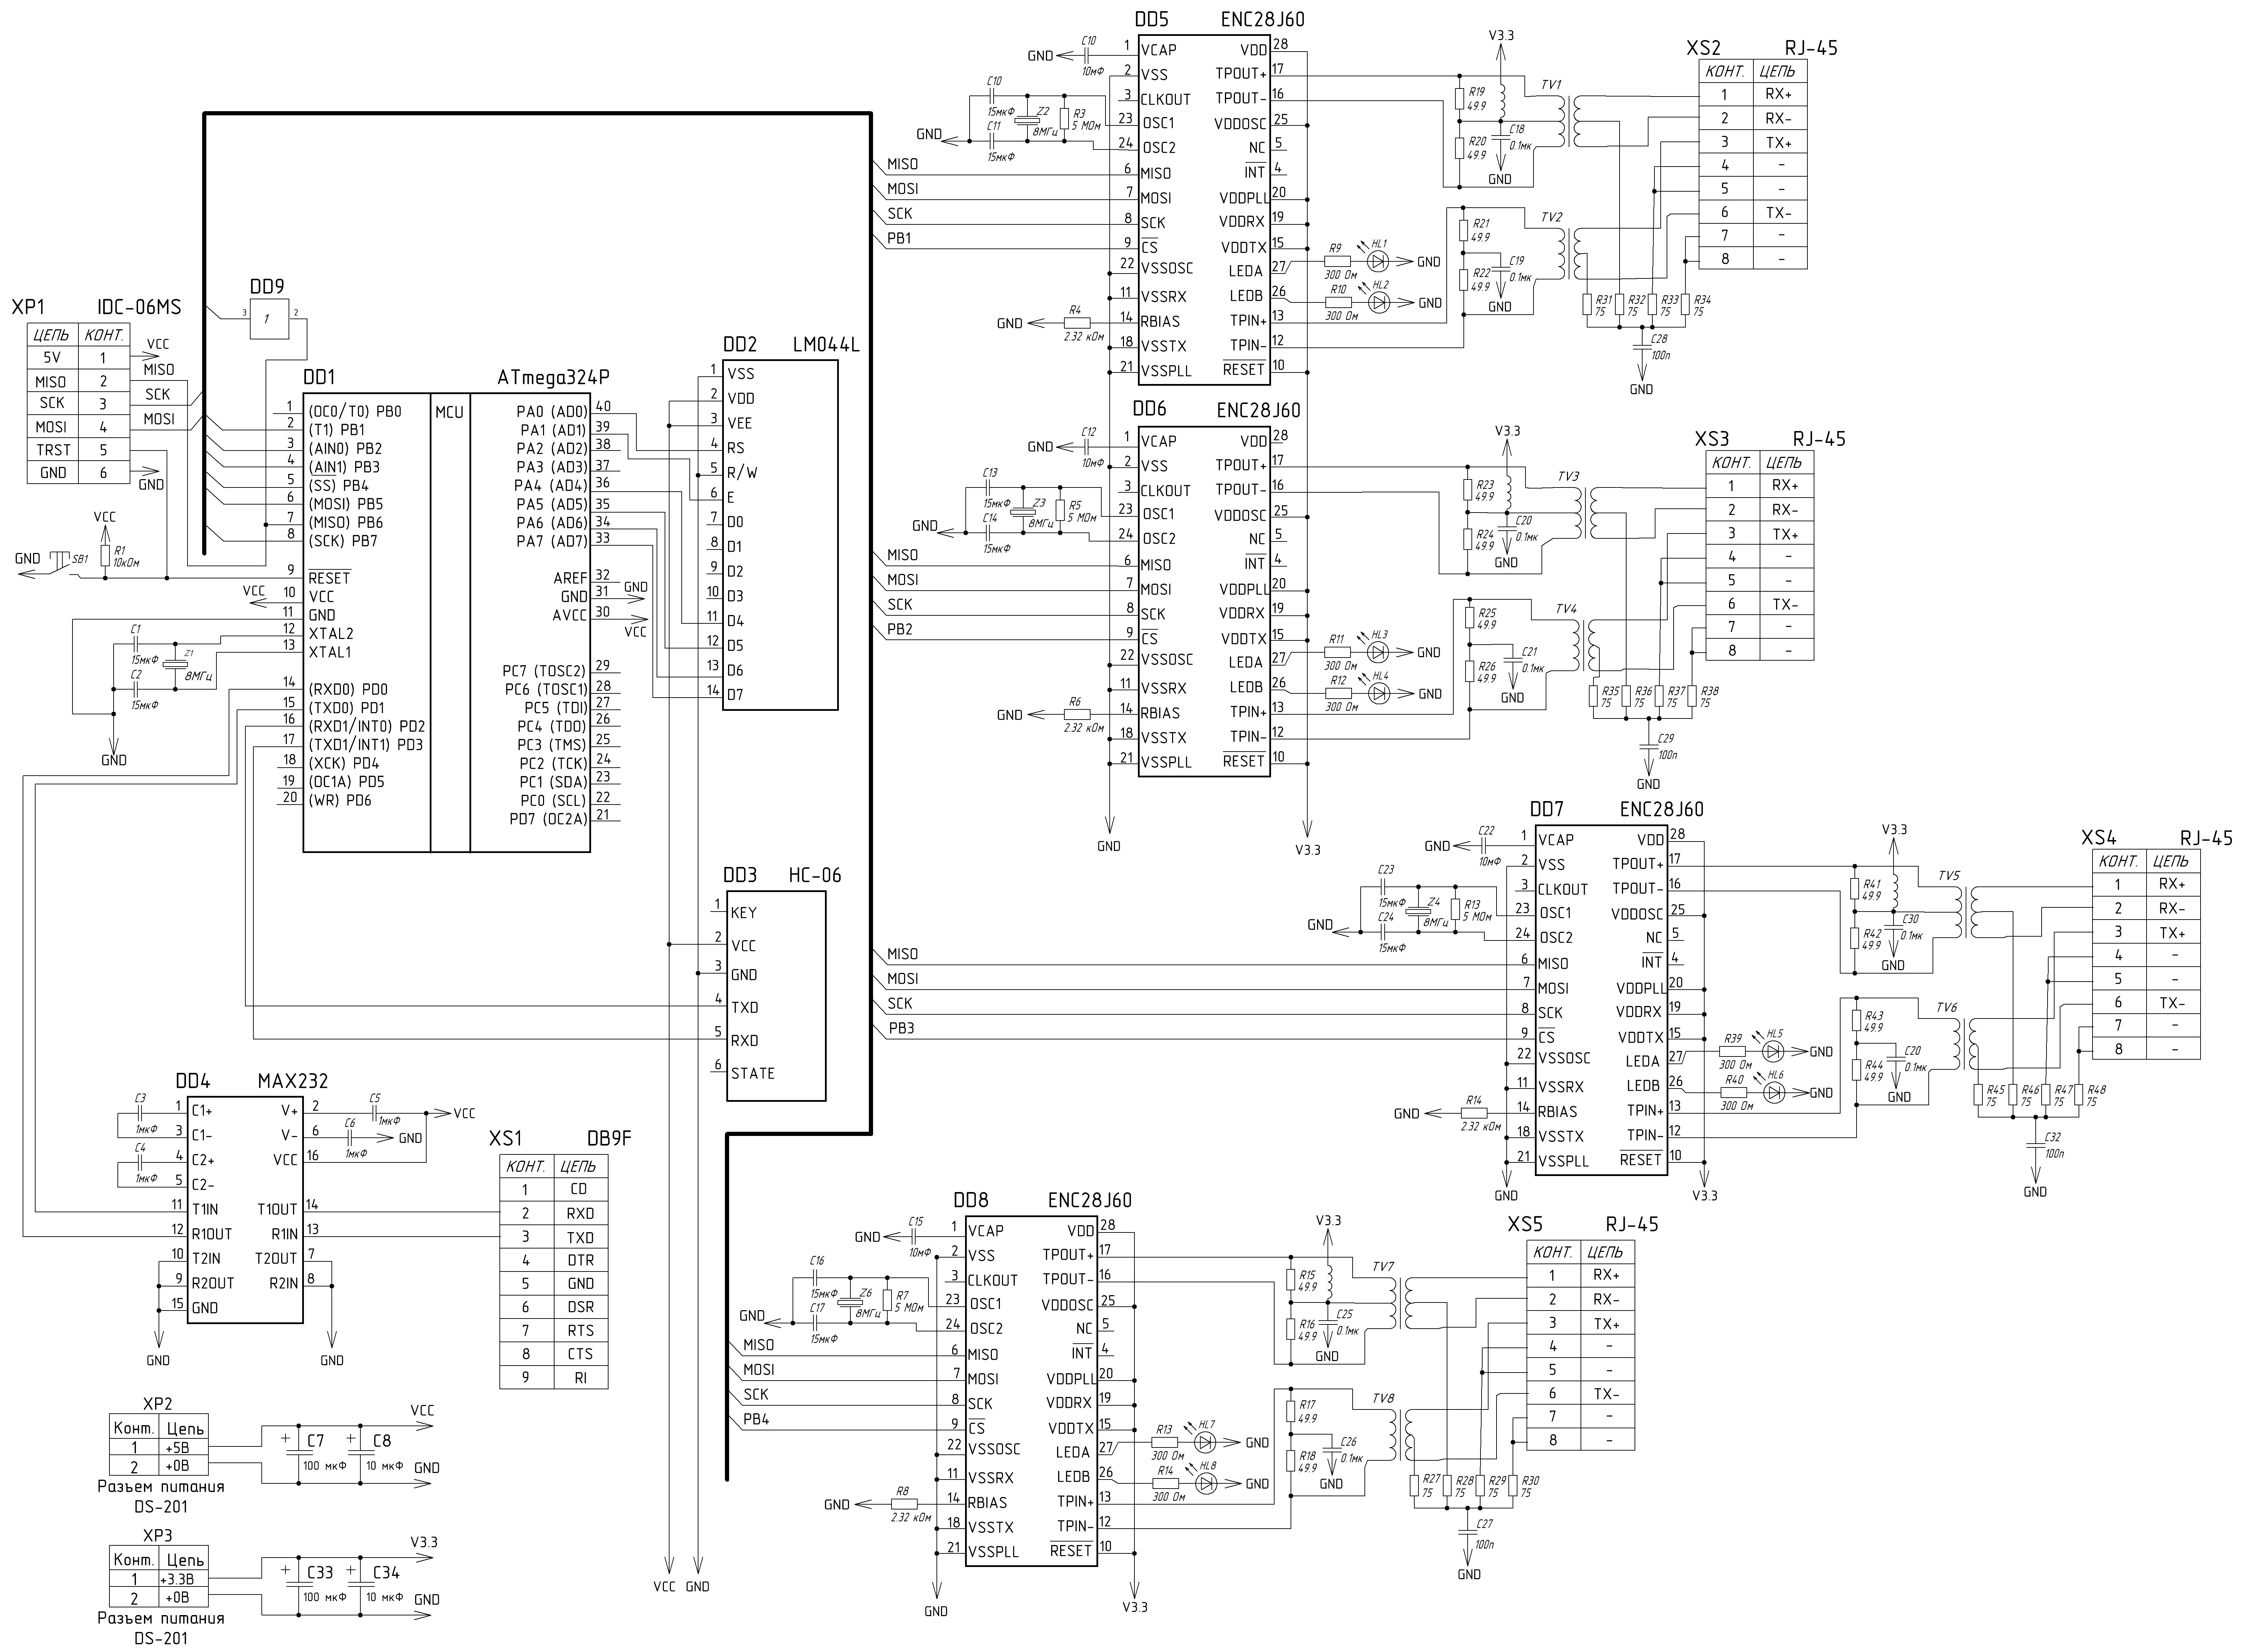 XP1 IDC-06MS
ЦЕПЬ КОНТ.
5V 1 VCC
MISO 2 MISO
SCK 3 SCK
MOSI 4 MOSI
TRST 5
GND 6 GND
DD9
3 1 2
VCC
R1
10кОм
GND SB1
DD1 ATmega324P
MCU
1 (OC0/T0) PB0
2 (T1) PB1
3 (AIN0) PB2
4 (AIN1) PB3
5 (SS) PB4
6 (MOSI) PB5
7 (MISO) PB6
8 (SCK) PB7
9 RESET
VCC 10 VCC
11 GND
12 XTAL2
13 XTAL1
14 (RXD0) PD0
15 (TXD0) PD1
16 (RXD1/INT0) PD2
17 (TXD1/INT1) PD3
18 (XCK) PD4
19 (OC1A) PD5
20 (WR) PD6
PA0 (AD0) 40
PA1 (AD1) 39
PA2 (AD2) 38
PA3 (AD3) 37
PA4 (AD4) 36
PA5 (AD5) 35
PA6 (AD6) 34
PA7 (AD7) 33
AREF 32
GND 31 GND
AVCC 30 VCC
PC7 (TOSC2) 29
PC6 (TOSC1) 28
PC5 (TDI) 27
PC4 (TDO) 26
PC3 (TMS) 25
PC2 (TCK) 24
PC1 (SDA) 23
PC0 (SCL) 22
PD7 (OC2A) 21
C1
15мкФ
Z1
8МГц
C2
15мкФ
GND
DD2 LM044L
1 VSS
2 VDD
3 VEE
4 RS
5 R/W
6 E
7 D0
8 D1
9 D2
10 D3
11 D4
12 D5
13 D6
14 D7
DD3 HC-06
1 KEY
2 VCC
3 GND
4 TXD
5 RXD
6 STATE
VCC GND
DD4 MAX232
C3
1мкФ
C4
1мкФ
1 C1+
3 C1-
4 C2+
5 C2-
11 T1IN
12 R1OUT
10 T2IN
9 R2OUT
15 GND
V+ 2
V- 6
VCC 16
T1OUT 14
R1IN 13
T2OUT 7
R2IN 8
C5
1мкФ
VCC
C6
1мкФ
GND
GND
GND
XS1 DB9F
КОНТ. ЦЕПЬ
1 CD
2 RXD
3 TXD
4 DTR
5 GND
6 DSR
7 RTS
8 CTS
9 RI
XP2
Конт. Цепь
1 +5В
2 +0В
Разъем питания
DS-201
C7
100 мкФ
C8
10 мкФ
VCC
GND
XP3
Конт. Цепь
1 +3.3В
2 +0В
Разъем питания
DS-201
C33
100 мкФ
C34
10 мкФ
V3.3
GND
DD5 ENC28J60
GND C10
10мФ
C10
15мкФ
C11
15мкФ
Z2
8МГц
R3
5 МОм
GND
MISO
MOSI
SCK
PB1
GND R4
2.32 кОм
1 VCAP
2 VSS
3 CLKOUT
23 OSC1
24 OSC2
6 MISO
7 MOSI
8 SCK
9 CS
22 VSSOSC
11 VSSRX
14 RBIAS
18 VSSTX
21 VSSPLL
VDD 28
TPOUT+ 17
TPOUT- 16
VDDOSC 25
NC 5
INT 4
VDDPLL 20
VDDRX 19
VDDTX 15
LEDA 27
LEDB 26
TPIN+ 13
TPIN- 12
RESET 10
R9
300 Ом
HL1
GND
R10
300 Ом
HL2
GND
V3.3
R19
49.9
R20
49.9
C18
0.1мк
GND
TV1
R21
49.9
R22
49.9
C19
0.1мк
GND
TV2
R31
75
R32
75
R33
75
R34
75
C28
100п
GND
XS2 RJ-45
КОНТ. ЦЕПЬ
1 RX+
2 RX-
3 TX+
4 -
5 -
6 TX-
7 -
8 -
DD6 ENC28J60
GND C12
10мФ
C13
15мкФ
C14
15мкФ
Z3
8МГц
R5
5 МОм
GND
MISO
MOSI
SCK
PB2
GND R6
2.32 кОм
1 VCAP
2 VSS
3 CLKOUT
23 OSC1
24 OSC2
6 MISO
7 MOSI
8 SCK
9 CS
22 VSSOSC
11 VSSRX
14 RBIAS
18 VSSTX
21 VSSPLL
VDD 28
TPOUT+ 17
TPOUT- 16
VDDOSC 25
NC 5
INT 4
VDDPLL 20
VDDRX 19
VDDTX 15
LEDA 27
LEDB 26
TPIN+ 13
TPIN- 12
RESET 10
GND
V3.3
R11
300 Ом
HL3
GND
R12
300 Ом
HL4
GND
V3.3
R23
49.9
R24
49.9
C20
0.1мк
GND
TV3
R25
49.9
R26
49.9
C21
0.1мк
GND
TV4
R35
75
R36
75
R37
75
R38
75
C29
100п
GND
XS3 RJ-45
КОНТ. ЦЕПЬ
1 RX+
2 RX-
3 TX+
4 -
5 -
6 TX-
7 -
8 -
DD7 ENC28J60
GND C22
10мФ
C23
15мкФ
C24
15мкФ
Z4
8МГц
R13
5 МОм
GND
MISO
MOSI
SCK
PB3
GND R14
2.32 кОм
1 VCAP
2 VSS
3 CLKOUT
23 OSC1
24 OSC2
6 MISO
7 MOSI
8 SCK
9 CS
22 VSSOSC
11 VSSRX
14 RBIAS
18 VSSTX
21 VSSPLL
VDD 28
TPOUT+ 17
TPOUT- 16
VDDOSC 25
NC 5
INT 4
VDDPLL 20
VDDRX 19
VDDTX 15
LEDA 27
LEDB 26
TPIN+ 13
TPIN- 12
RESET 10
GND
V3.3
R39
300 Ом
HL5
GND
R40
300 Ом
HL6
GND
V3.3
R41
49.9
R42
49.9
C30
0.1мк
GND
TV5
R43
49.9
R44
49.9
C20
0.1мк
GND
TV6
R45
75
R46
75
R47
75
R48
75
C32
100п
GND
XS4 RJ-45
КОНТ. ЦЕПЬ
1 RX+
2 RX-
3 TX+
4 -
5 -
6 TX-
7 -
8 -
DD8 ENC28J60
GND C15
10мФ
C16
15мкФ
C17
15мкФ
Z6
8МГц
R7
5 МОм
GND
MISO
MOSI
SCK
PB4
GND R8
2.32 кОм
1 VCAP
2 VSS
3 CLKOUT
23 OSC1
24 OSC2
6 MISO
7 MOSI
8 SCK
9 CS
22 VSSOSC
11 VSSRX
14 RBIAS
18 VSSTX
21 VSSPLL
VDD 28
TPOUT+ 17
TPOUT- 16
VDDOSC 25
NC 5
INT 4
VDDPLL 20
VDDRX 19
VDDTX 15
LEDA 27
LEDB 26
TPIN+ 13
TPIN- 12
RESET 10
GND
V3.3
R13
300 Ом
HL7
GND
R14
300 Ом
HL8
GND
V3.3
R15
49.9
R16
49.9
C25
0.1мк
GND
TV7
R17
49.9
R18
49.9
C26
0.1мк
GND
TV8
R27
75
R28
75
R29
75
R30
75
C27
100п
GND
XS5 RJ-45
КОНТ. ЦЕПЬ
1 RX+
2 RX-
3 TX+
4 -
5 -
6 TX-
7 -
8 -